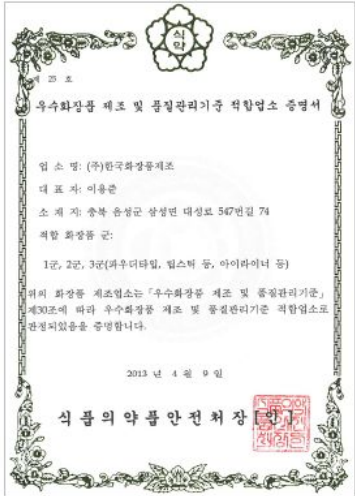 식약
제 25 호
우수화장품 제조 및 품질관리기준 적합업소 증명서
업 소 명: (주)한국화장품제조
대 표 자: 이용준
소 재 지: 충북 음성군 삼성면 대성로 547번길 74
적합 화장품 군:
1군, 2군, 3군(파우더타입, 립스틱 등, 아이라이너 등)
위의 화장품 제조업소는「우수화장품 제조 및 품질관리기준」
제30조에 따라 우수화장품 제조 및 품질관리기준 적합업소로
판정되었음을 증명합니다.
2013 년 4 월 9 일
식품의약품안전처장[인]